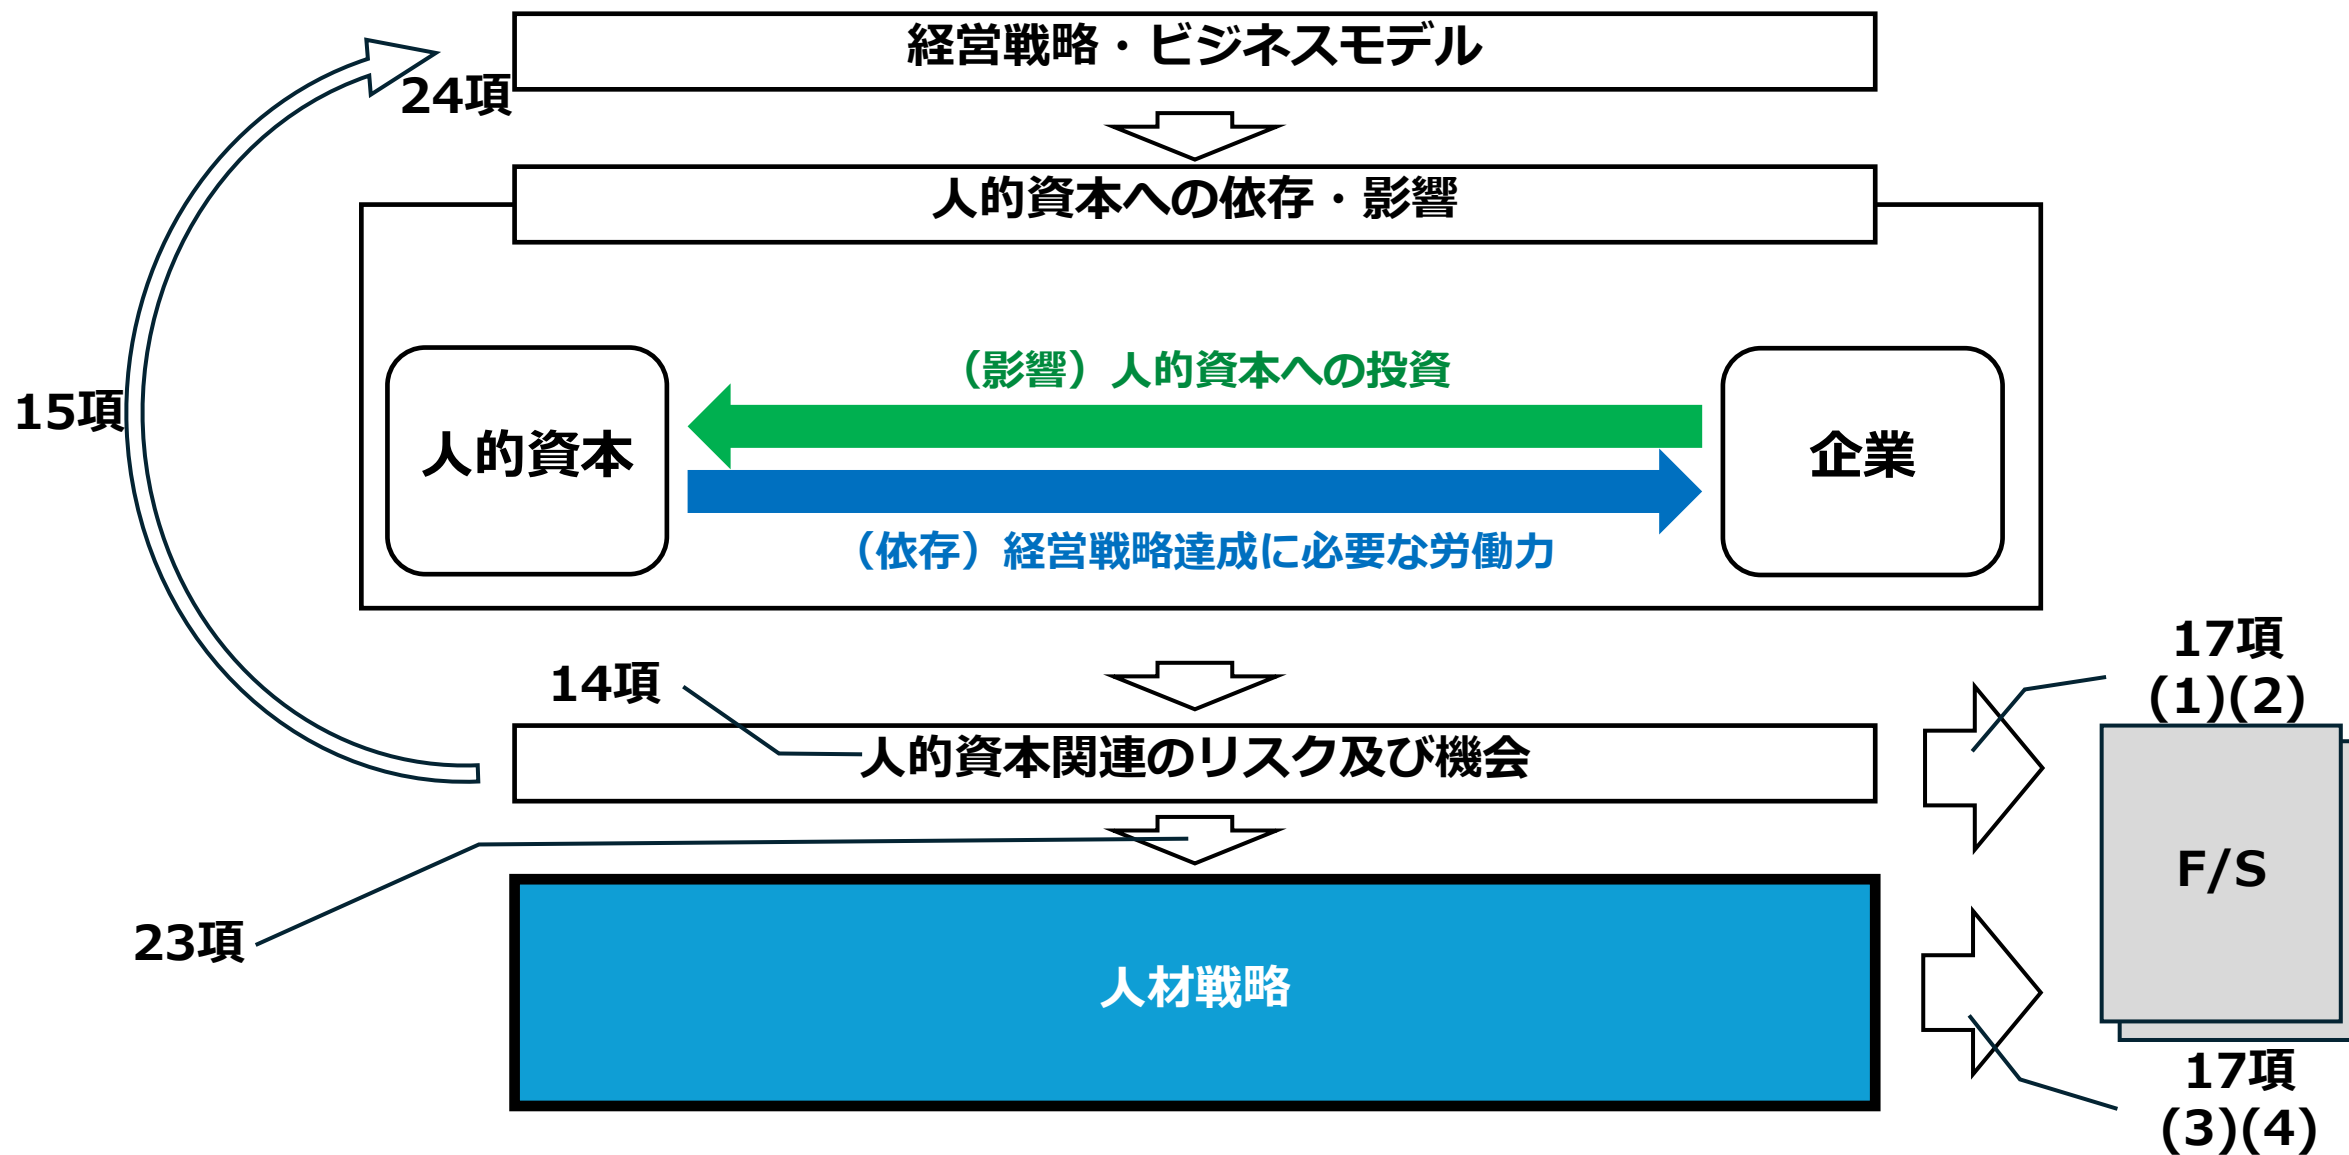 経営戦略・ビジネスモデル
24項
人的資本への依存・影響
(影響)人的資本への投資
15項
人的資本
企業
(依存)経営戦略達成に必要な労働力
17項
(1)(2)
14項
人的資本関連のリスク及び機会
F/S
23項
人材戦略
17項
(3)(4)